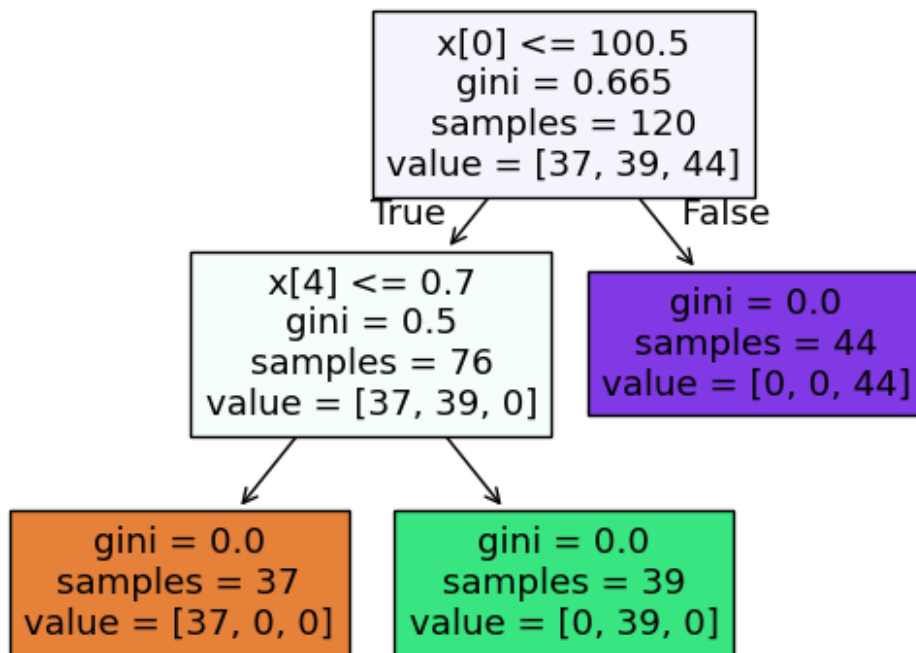 x[0] <= 100.5
gini = 0.665
samples = 120
value = [37, 39, 44]
True
False
x[4] <= 0.7
gini = 0.5
samples = 76
value = [37, 39, 0]
gini = 0.0
samples = 44
value = [0, 0, 44]
gini = 0.0
samples = 37
value = [37, 0, 0]
gini = 0.0
samples = 39
value = [0, 39, 0]